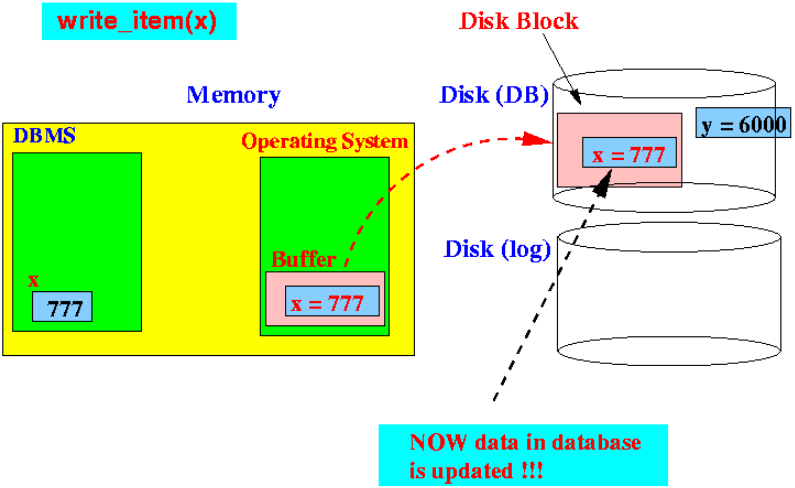 write_item(x)
Disk Block
Memory
Disk (DB)
DBMS
Operating System
y = 6000
x = 777
Disk (log)
Buffer
x
777
x = 777
NOW data in database
is updated !!!